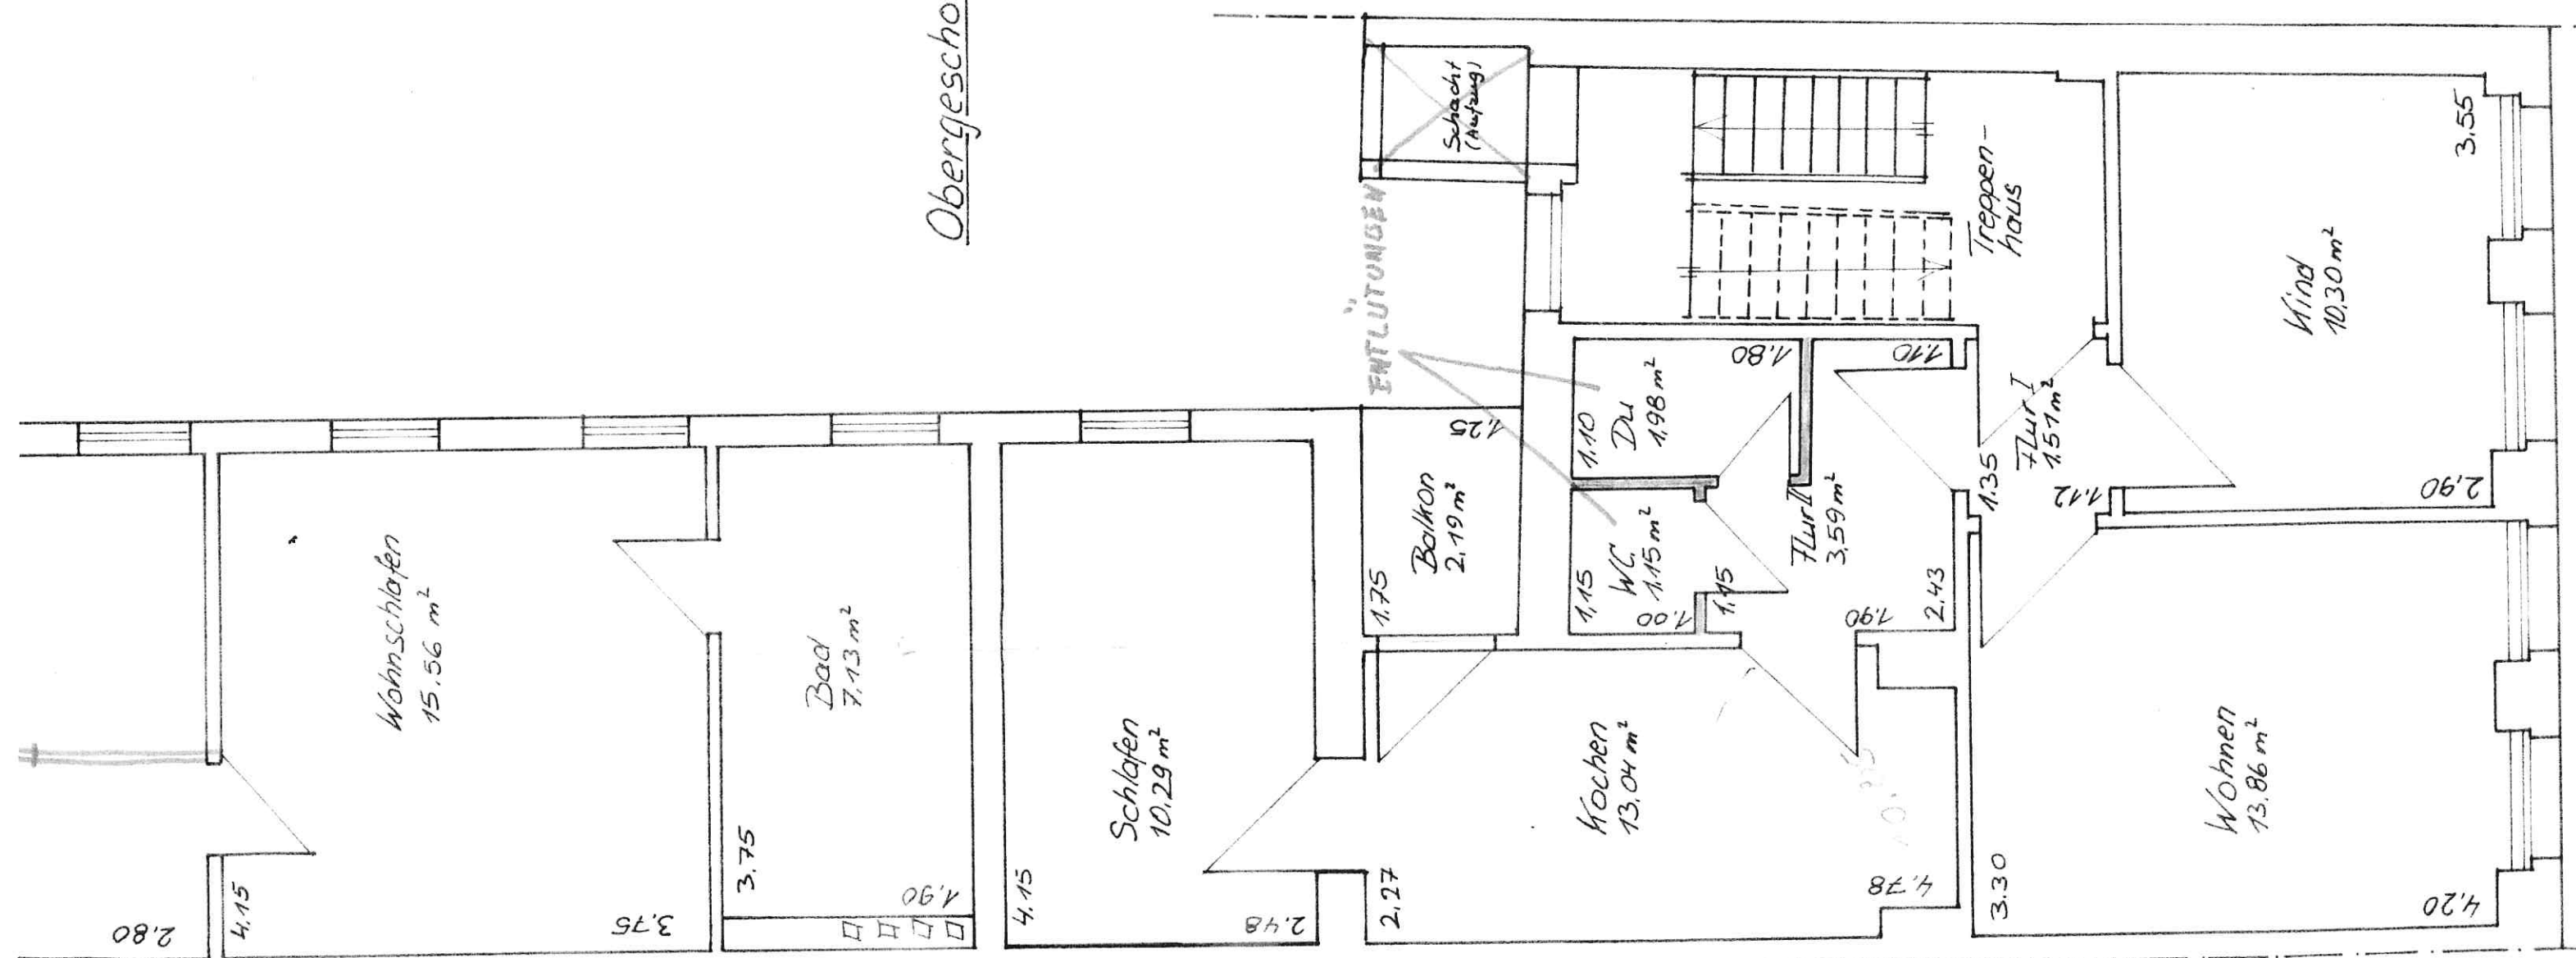 Obergescho
Schacht
(Aufzug)
ENTLÜTUNGEN
Treppen-
haus
3.55
Kind
10.30 m²
2.90
1.80
1.10
Du
1.98 m²
1.10
Flur I
1.51 m²
1.35
1.12
1.25
Balkon
2.19 m²
1.75
WC
1.15 m²
1.15
1.00
1.15
Flur II
3.59 m²
1.90
2.43
Wohnschlafen
15.56 m²
4.15
3.75
2.80
Bad
7.13 m²
3.75
1.90
Schlafen
10.29 m²
4.15
2.48
Kochen
13.04 m²
2.27
4.78
Wohnen
13.86 m²
3.30
4.20